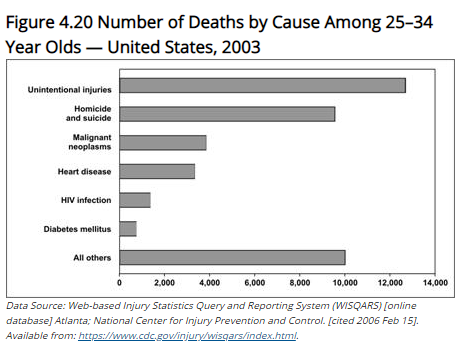 Figure 4.20 Number of Deaths by Cause Among 25–34
Year Olds — United States, 2003
Unintentional injuries
Homicide
and suicide
Malignant
neoplasms
Heart disease
HIV infection
Diabetes mellitus
All others
0 2,000 4,000 6,000 8,000 10,000 12,000 14,000
Data Source: Web-based Injury Statistics Query and Reporting System (WISQARS) [online
database] Atlanta; National Center for Injury Prevention and Control. [cited 2006 Feb 15].
Available from: https://www.cdc.gov/injury/wisqars/index.html.